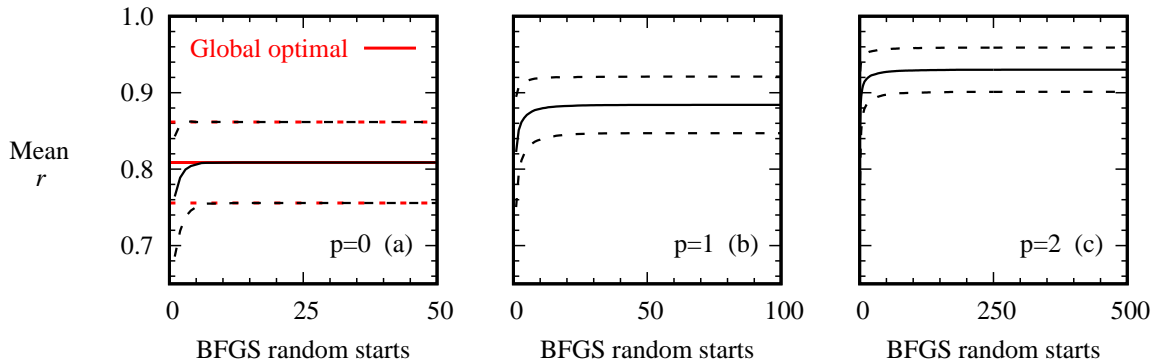 1.0
0.9
0.8
0.7
Mean
r
Global optimal
p=0 (a)
0 25 50
BFGS random starts
p=1 (b)
0 50 100
BFGS random starts
p=2 (c)
0 250 500
BFGS random starts